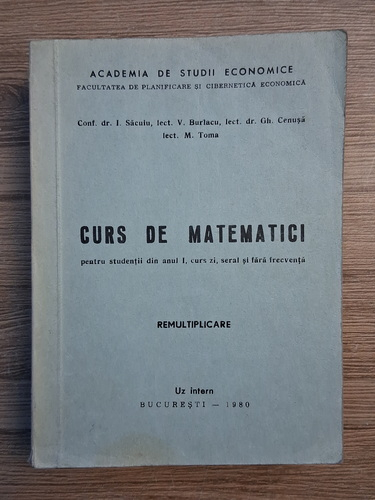 ACADEMIA DE STUDII ECONOMICE
FACULTATEA DE PLANIFICARE ȘI CIBERNETICĂ ECONOMICĂ
Conf. dr. I. Săcuiu, lect. V. Burlacu, lect. dr. Gh. Cenușă
lect. M. Toma
CURS DE MATEMATICI
pentru studenții din anul I, curs zi, seral și fără frecvență
REMULTIPLICARE
Uz intern
BUCUREȘTI — 1980